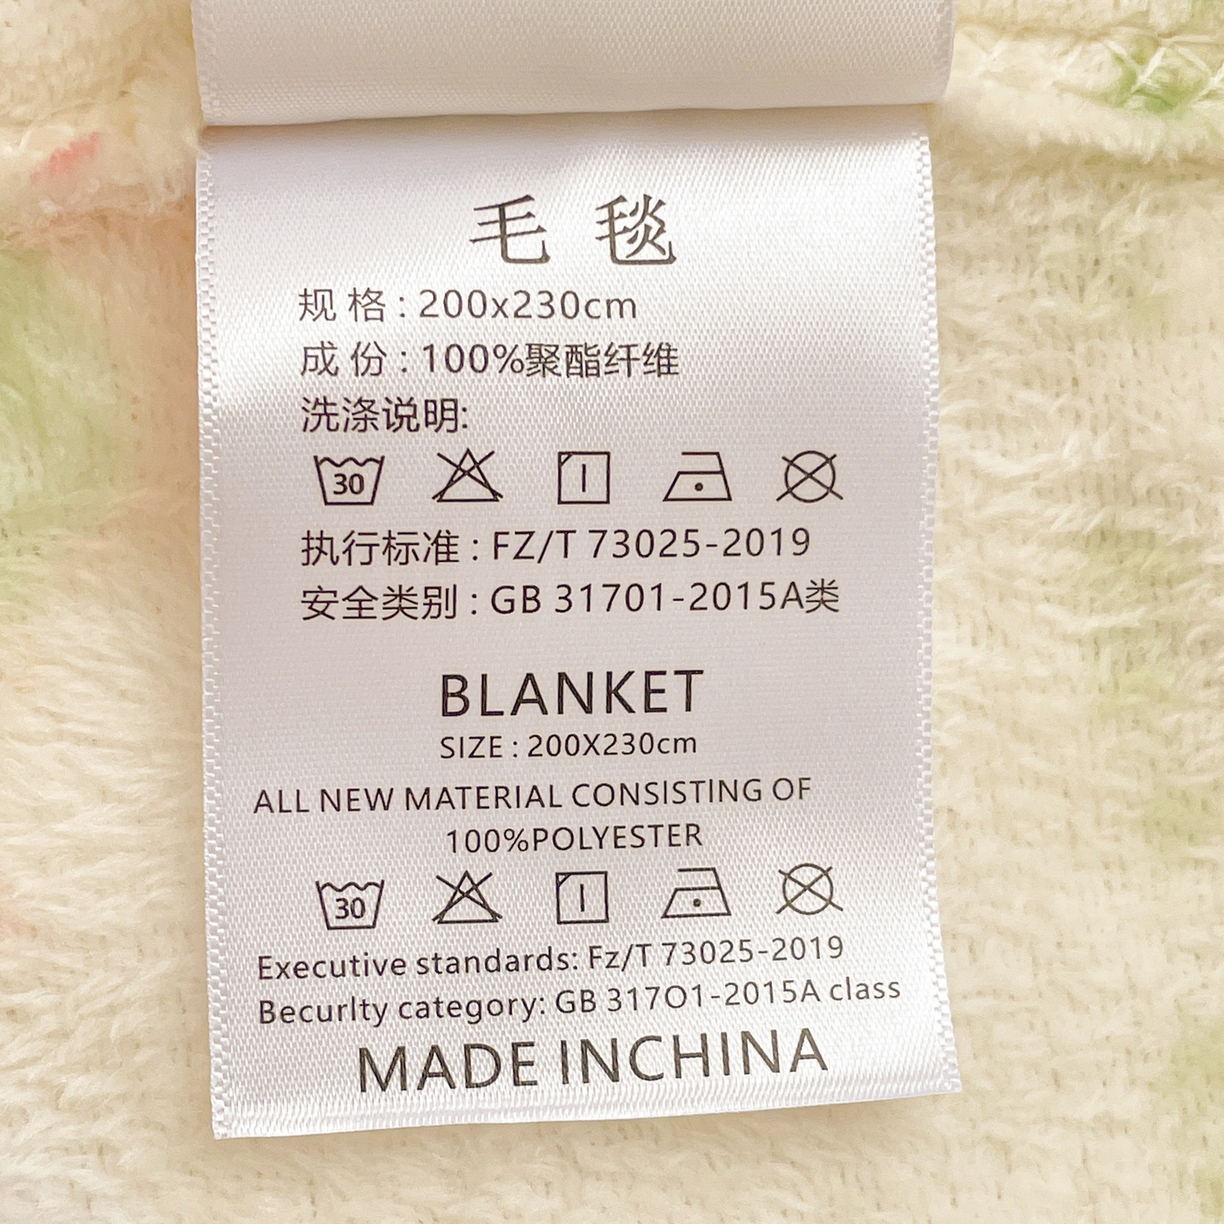 毛毯
规格:200x230cm
成份:100%聚酯纤维
洗涤说明:
30
执行标准:FZ/T 73025-2019
安全类别:GB 31701-2015A类
BLANKET
SIZE : 200X230cm
ALL NEW MATERIAL CONSISTING OF
100%POLYESTER
30
Executive standards: Fz/T 73025-2019
Becurlty category: GB 317O1-2015A class
MADE INCHINA